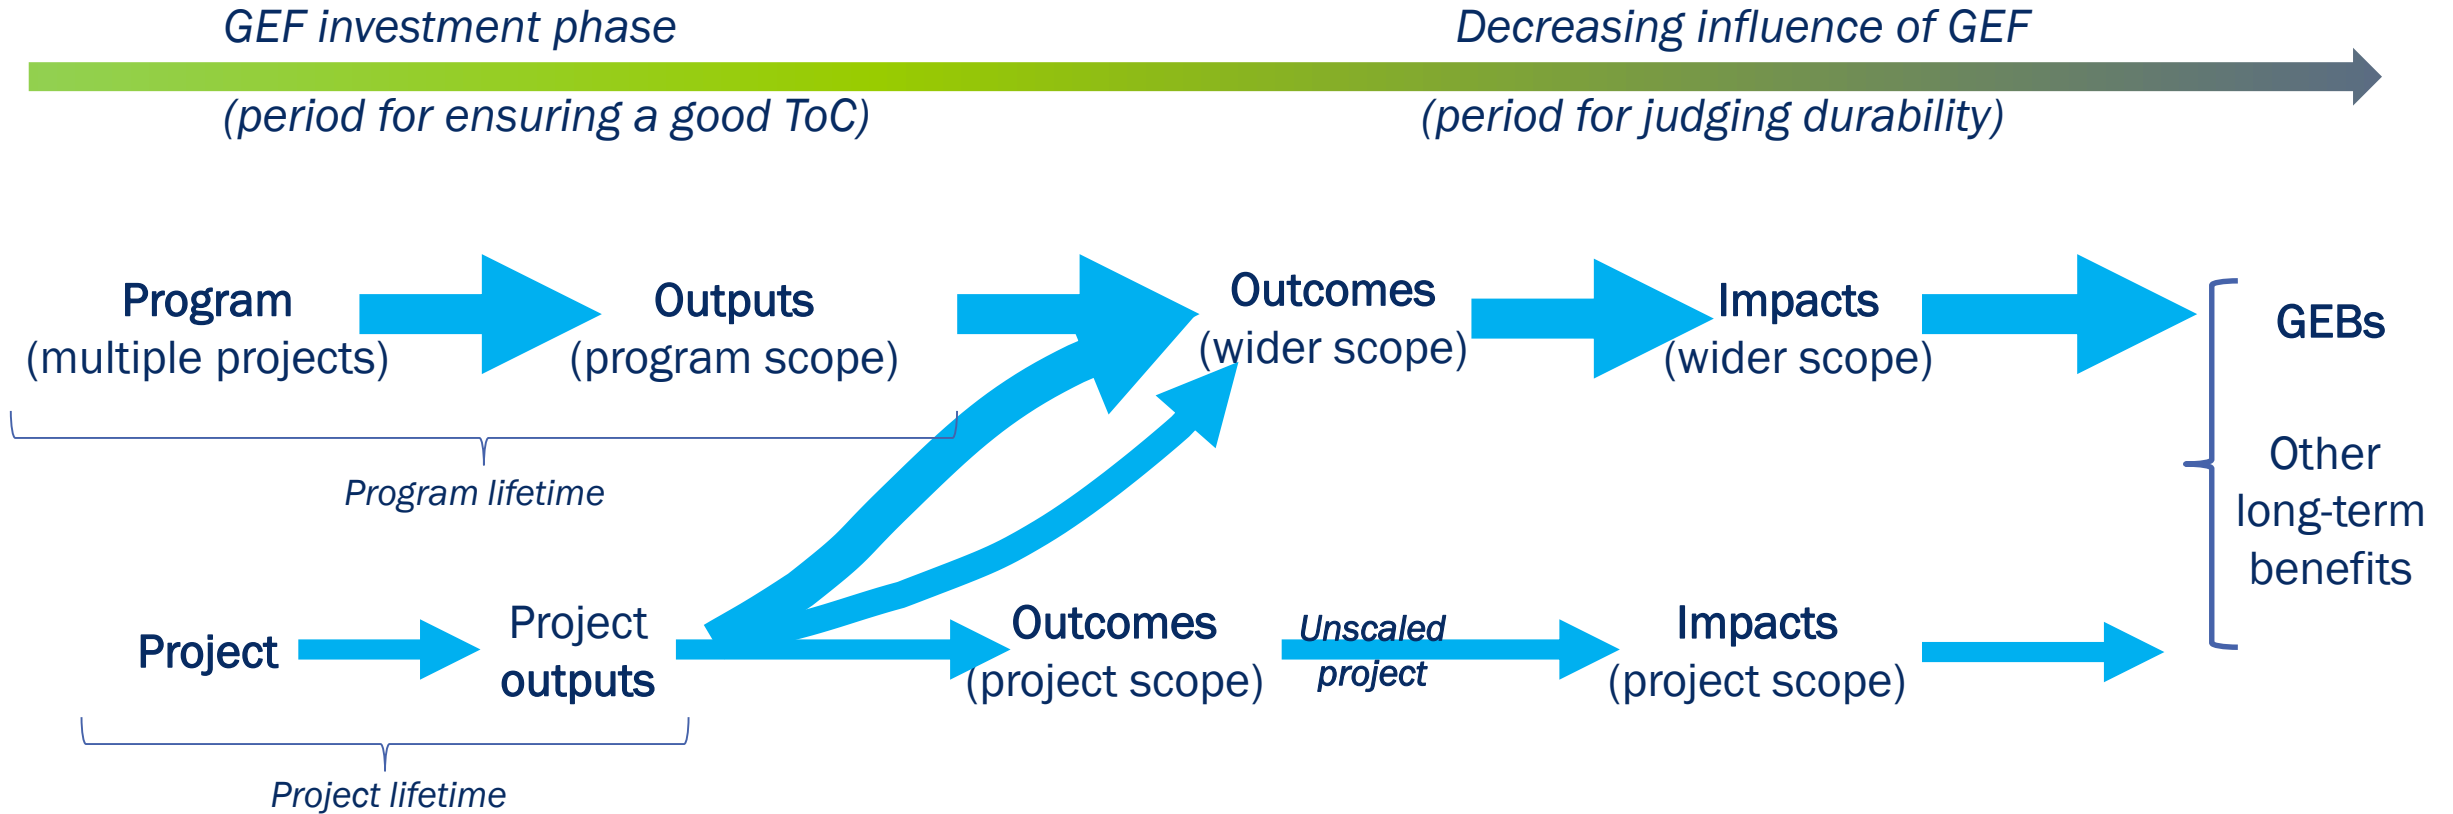 GEF investment phase
Decreasing influence of GEF
(period for ensuring a good ToC)
(period for judging durability)
Program
(multiple projects)
Outputs
(program scope)
Outcomes
(wider scope)
Impacts
(wider scope)
GEBs
Other
long-term
benefits
Program lifetime
Project
Project
outputs
Outcomes
(project scope)
Unscaled
project
Impacts
(project scope)
Project lifetime